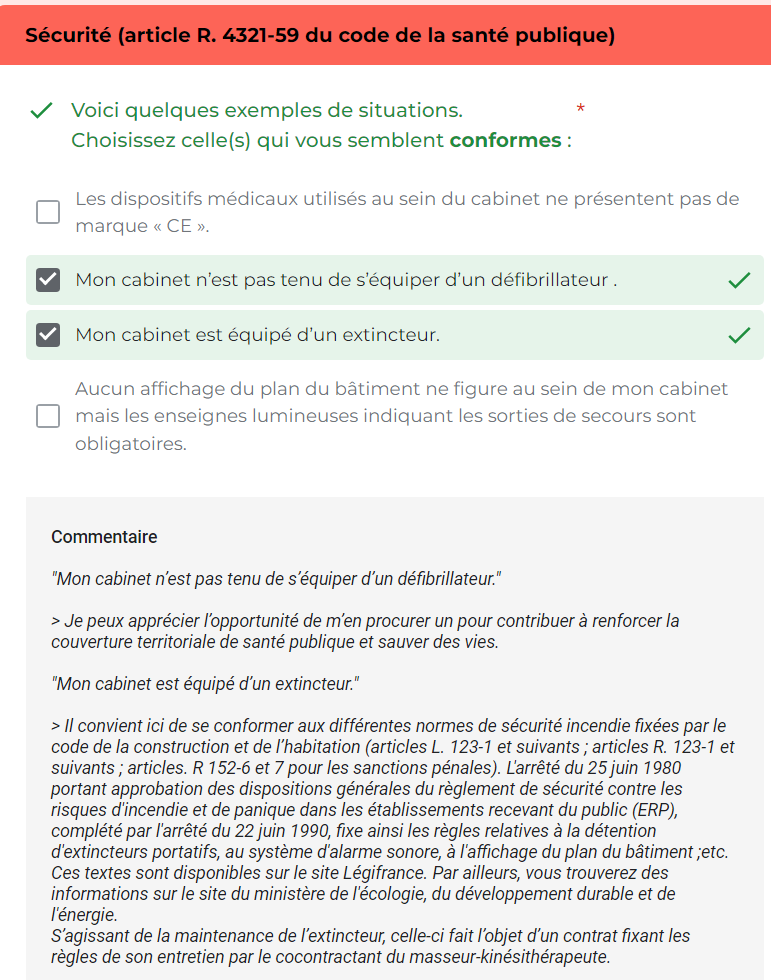 Sécurité (article R. 4321-59 du code de la santé publique)
Voici quelques exemples de situations. *
Choisissez celle(s) qui vous semblent conformes :
Les dispositifs médicaux utilisés au sein du cabinet ne présentent pas de
marque « CE ».
Mon cabinet n’est pas tenu de s’équiper d’un défibrillateur .
Mon cabinet est équipé d’un extincteur.
Aucun affichage du plan du bâtiment ne figure au sein de mon cabinet
mais les enseignes lumineuses indiquant les sorties de secours sont
obligatoires.
Commentaire
"Mon cabinet n’est pas tenu de s’équiper d’un défibrillateur."
> Je peux apprécier l’opportunité de m’en procurer un pour contribuer à renforcer la
couverture territoriale de santé publique et sauver des vies.
"Mon cabinet est équipé d’un extincteur."
> Il convient ici de se conformer aux différentes normes de sécurité incendie fixées par le
code de la construction et de l’habitation (articles L. 123-1 et suivants ; articles R. 123-1 et
suivants ; articles. R 152-6 et 7 pour les sanctions pénales). L'arrêté du 25 juin 1980
portant approbation des dispositions générales du règlement de sécurité contre les
risques d'incendie et de panique dans les établissements recevant du public (ERP),
complété par l'arrêté du 22 juin 1990, fixe ainsi les règles relatives à la détention
d'extincteurs portatifs, au système d'alarme sonore, à l'affichage du plan du bâtiment ;etc.
Ces textes sont disponibles sur le site Légifrance. Par ailleurs, vous trouverez des
informations sur le site du ministère de l'écologie, du développement durable et de
l'énergie.
S’agissant de la maintenance de l’extincteur, celle-ci fait l’objet d’un contrat fixant les
règles de son entretien par le cocontractant du masseur-kinésithérapeute.